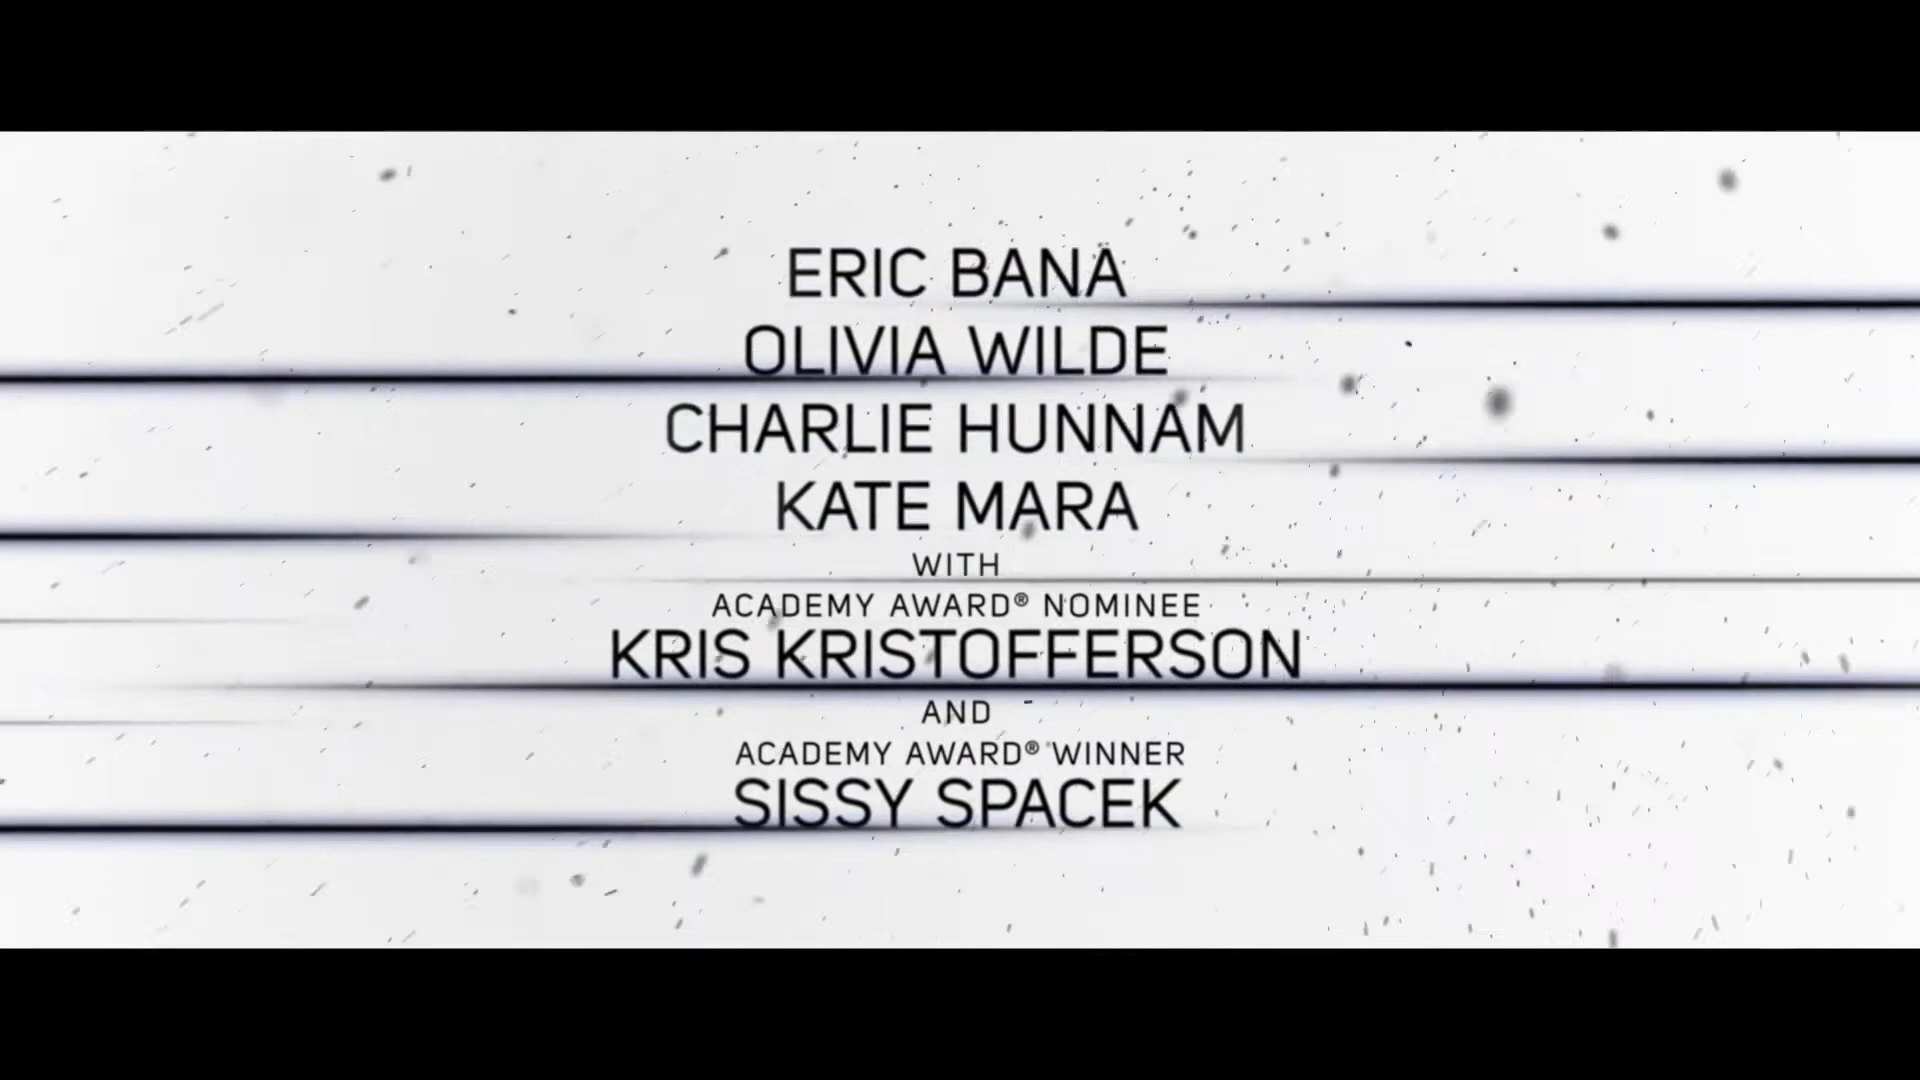 ERIC BANA
OLIVIA WILDE
CHARLIE HUNNAM
KATE MARA
WITH
ACADEMY AWARD® NOMINEE
KRIS KRISTOFFERSON
AND
ACADEMY AWARD® WINNER
SISSY SPACEK